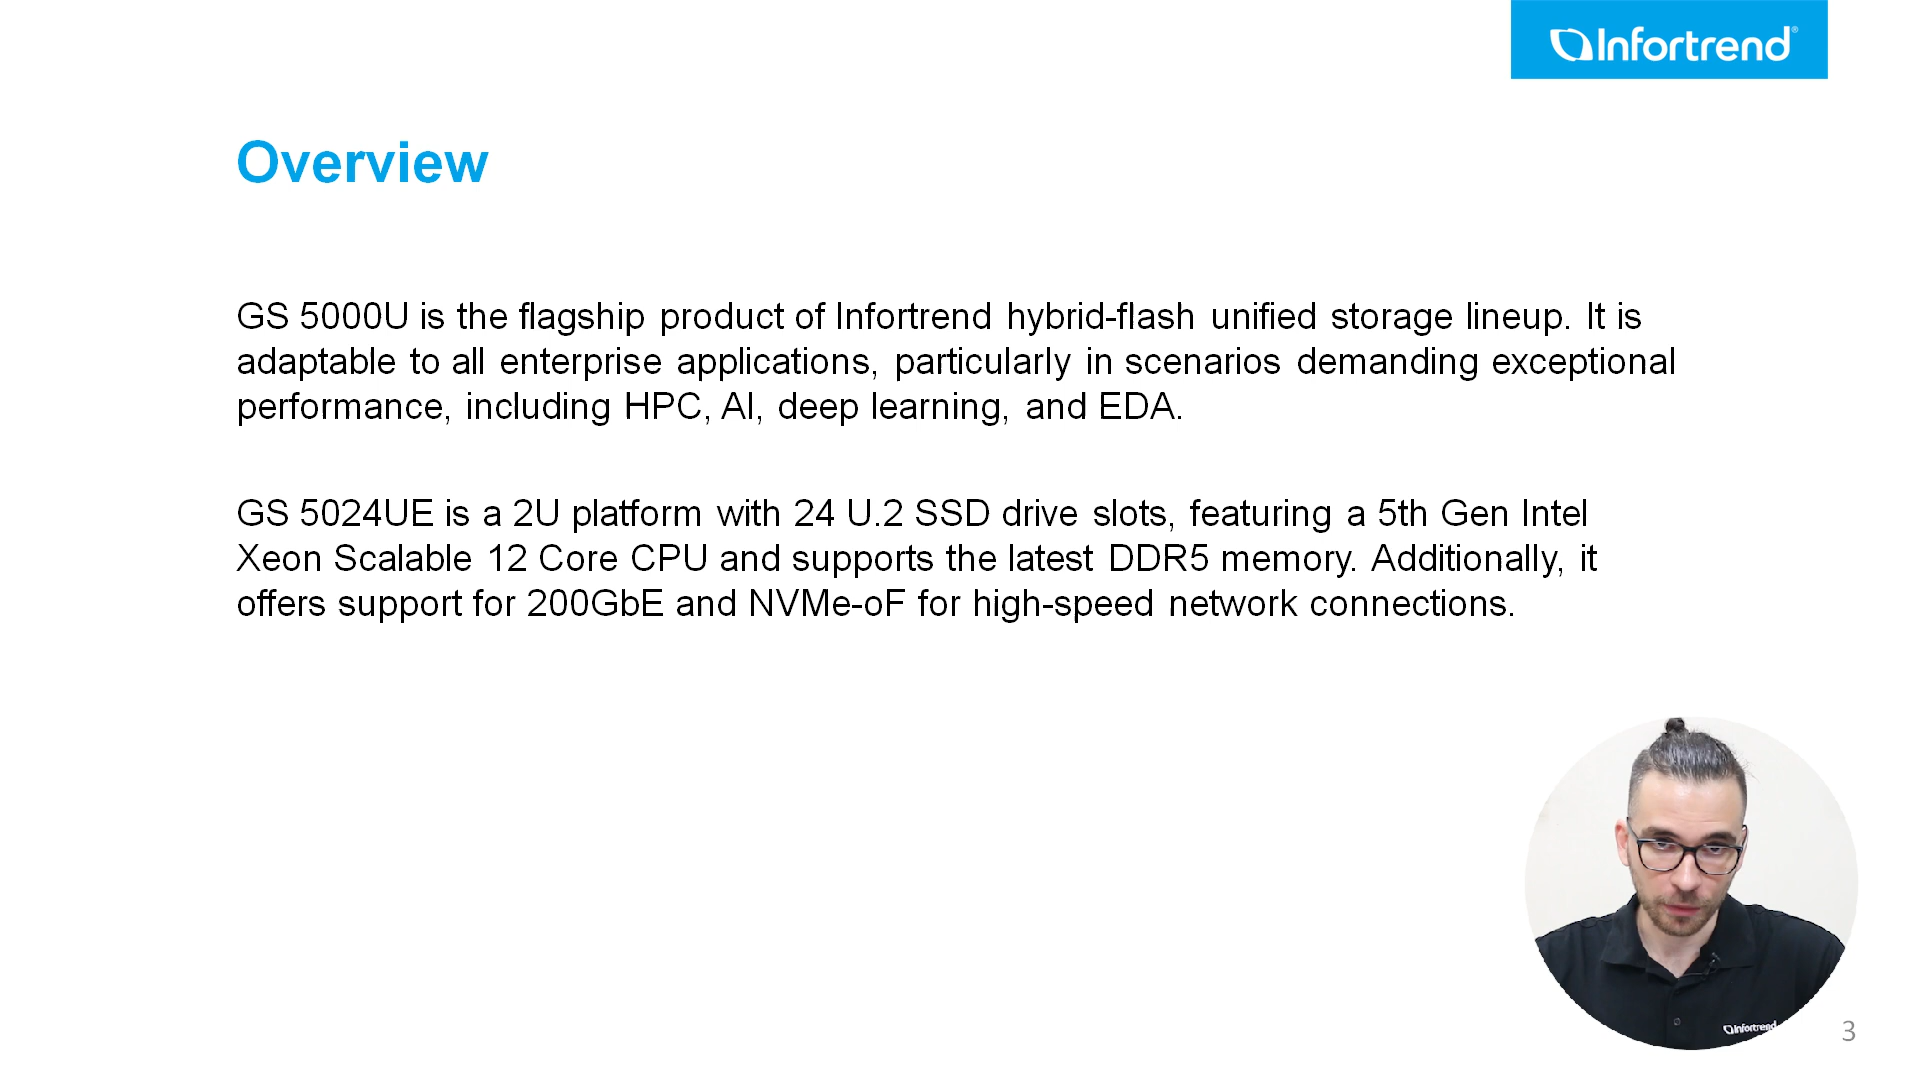 Infortrend®
Overview
GS 5000U is the flagship product of Infortrend hybrid-flash unified storage lineup. It is
adaptable to all enterprise applications, particularly in scenarios demanding exceptional
performance, including HPC, AI, deep learning, and EDA.
GS 5024UE is a 2U platform with 24 U.2 SSD drive slots, featuring a 5th Gen Intel
Xeon Scalable 12 Core CPU and supports the latest DDR5 memory. Additionally, it
offers support for 200GbE and NVMe-oF for high-speed network connections.
Infortrend
3